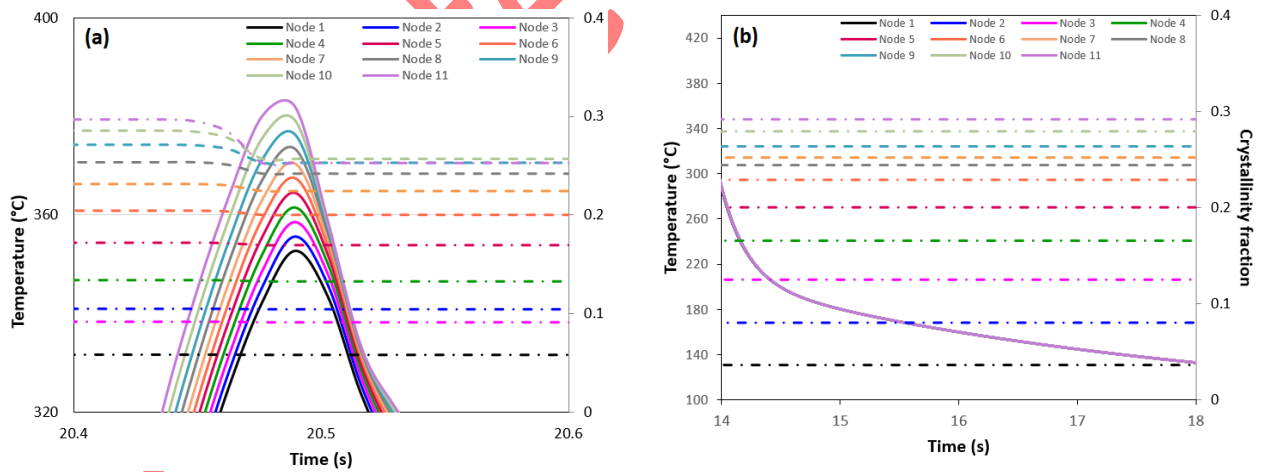 (a)
Node 1 Node 2 Node 3
Node 4 Node 5 Node 6
Node 7 Node 8 Node 9
Node 10 Node 11
400
360
320
0.4
0.3
0.2
0.1
0
20.4 20.5 20.6
Temperature (°C)
Time (s)
(b)
Node 1 Node 2 Node 3 Node 4
Node 5 Node 6 Node 7 Node 8
Node 9 Node 10 Node 11
420
380
340
300
260
220
180
140
100
0.4
0.3
0.2
0.1
0
14 15 16 17 18
Temperature (°C)
Crystallinity fraction
Time (s)